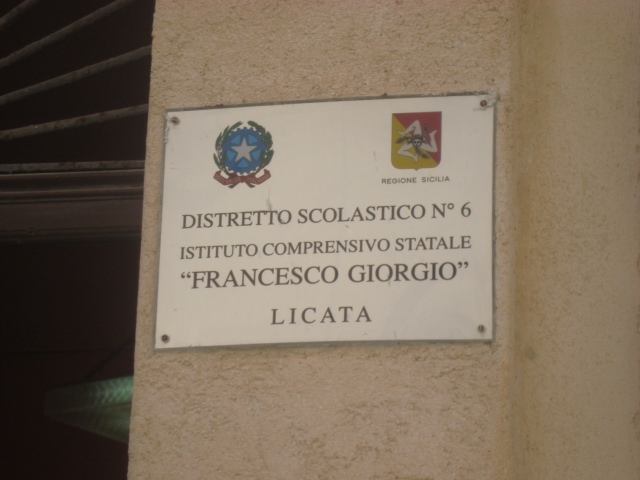 REGIONE SICILIA
DISTRETTO SCOLASTICO N° 6
ISTITUTO COMPRENSIVO STATALE
“FRANCESCO GIORGIO”
LICATA